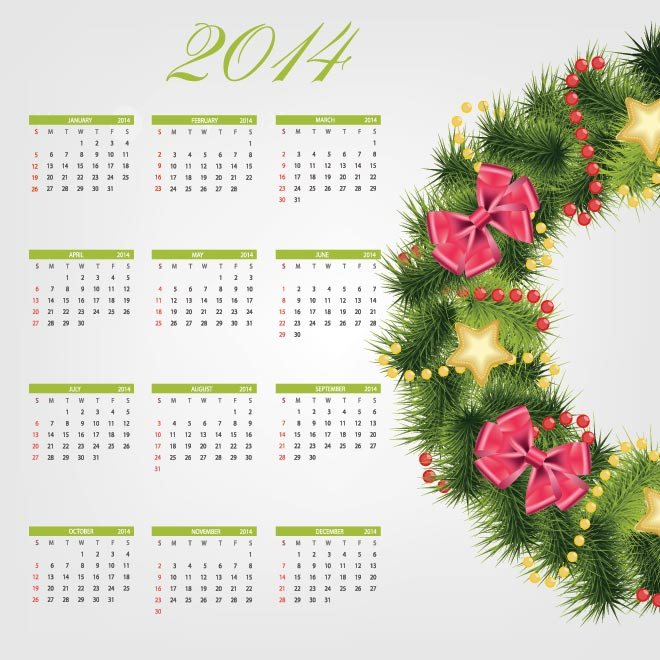 2014
JANUARY 2014
S M T W T F S
1 2 3 4
5 6 7 8 9 10 11
12 13 14 15 16 17 18
19 20 21 22 23 24 25
26 27 28 29 30 31
FEBRUARY 2014
S M T W T F S
1
2 3 4 5 6 7 8
9 10 11 12 13 14 15
16 17 18 19 20 21 22
23 24 25 26 27 28
MARCH 2014
S M T W T F S
1
2 3 4 5 6 7 8
9 10 11 12 13 14 15
16 17 18 19 20 21 22
23 24 25 26 27 28 29
30 31
APRIL 2014
S M T W T F S
1 2 3 4 5
6 7 8 9 10 11 12
13 14 15 16 17 18 19
20 21 22 23 24 25 26
27 28 29 30
MAY 2014
S M T W T F S
1 2 3
4 5 6 7 8 9 10
11 12 13 14 15 16 17
18 19 20 21 22 23 24
25 26 27 28 29 30 31
JUNE 2014
S M T W T F S
1 2 3 4 5 6 7
8 9 10 11 12 13 14
15 16 17 18 19 20 21
22 23 24 25 26 27 28
29 30
JULY 2014
S M T W T F S
1 2 3 4 5
6 7 8 9 10 11 12
13 14 15 16 17 18 19
20 21 22 23 24 25 26
27 28 29 30 31
AUGUST 2014
S M T W T F S
1 2
3 4 5 6 7 8 9
10 11 12 13 14 15 16
17 18 19 20 21 22 23
24 25 26 27 28 29 30
31
SEPTEMBER 2014
S M T W T F S
1 2 3 4 5 6
7 8 9 10 11 12 13
14 15 16 17 18 19 20
21 22 23 24 25 26 27
28 29 30
OCTOBER 2014
S M T W T F S
1 2 3 4
5 6 7 8 9 10 11
12 13 14 15 16 17 18
19 20 21 22 23 24 25
26 27 28 29 30 31
NOVEMBER 2014
S M T W T F S
1
2 3 4 5 6 7 8
9 10 11 12 13 14 15
16 17 18 19 20 21 22
23 24 25 26 27 28 29
30
DECEMBER 2014
S M T W T F S
1 2 3 4 5 6
7 8 9 10 11 12 13
14 15 16 17 18 19 20
21 22 23 24 25 26 27
28 29 30 31